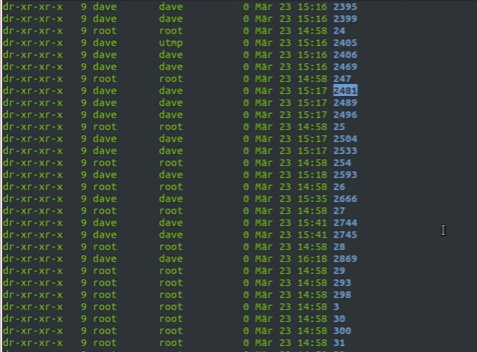 dr-xr-xr-x 9 dave dave 0 Mär 23 15:16 2395
dr-xr-xr-x 9 dave dave 0 Mär 23 15:16 2399
dr-xr-xr-x 9 root root 0 Mär 23 14:58 24
dr-xr-xr-x 9 dave utmp 0 Mär 23 15:16 2405
dr-xr-xr-x 9 dave dave 0 Mär 23 15:16 2406
dr-xr-xr-x 9 dave dave 0 Mär 23 15:16 2469
dr-xr-xr-x 9 root root 0 Mär 23 14:58 247
dr-xr-xr-x 9 dave dave 0 Mär 23 15:17 2481
dr-xr-xr-x 9 dave dave 0 Mär 23 15:17 2489
dr-xr-xr-x 9 dave dave 0 Mär 23 15:17 2496
dr-xr-xr-x 9 root root 0 Mär 23 14:58 25
dr-xr-xr-x 9 dave dave 0 Mär 23 15:17 2504
dr-xr-xr-x 9 dave dave 0 Mär 23 15:17 2533
dr-xr-xr-x 9 root root 0 Mär 23 14:58 254
dr-xr-xr-x 9 dave dave 0 Mär 23 15:18 2593
dr-xr-xr-x 9 root root 0 Mär 23 14:58 26
dr-xr-xr-x 9 dave dave 0 Mär 23 15:35 2666
dr-xr-xr-x 9 root root 0 Mär 23 14:58 27
dr-xr-xr-x 9 dave dave 0 Mär 23 15:41 2744
dr-xr-xr-x 9 dave dave 0 Mär 23 15:41 2745
dr-xr-xr-x 9 root root 0 Mär 23 14:58 28
dr-xr-xr-x 9 dave dave 0 Mär 23 16:18 2869
dr-xr-xr-x 9 root root 0 Mär 23 14:58 29
dr-xr-xr-x 9 root root 0 Mär 23 14:58 293
dr-xr-xr-x 9 root root 0 Mär 23 14:58 298
dr-xr-xr-x 9 root root 0 Mär 23 14:58 3
dr-xr-xr-x 9 root root 0 Mär 23 14:58 30
dr-xr-xr-x 9 root root 0 Mär 23 14:58 300
dr-xr-xr-x 9 root root 0 Mär 23 14:58 31